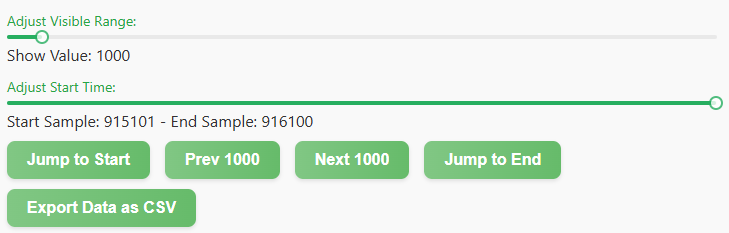 Adjust Visible Range:
Show Value: 1000
Adjust Start Time:
Start Sample: 915101 - End Sample: 916100
Jump to Start Prev 1000 Next 1000 Jump to End
Export Data as CSV